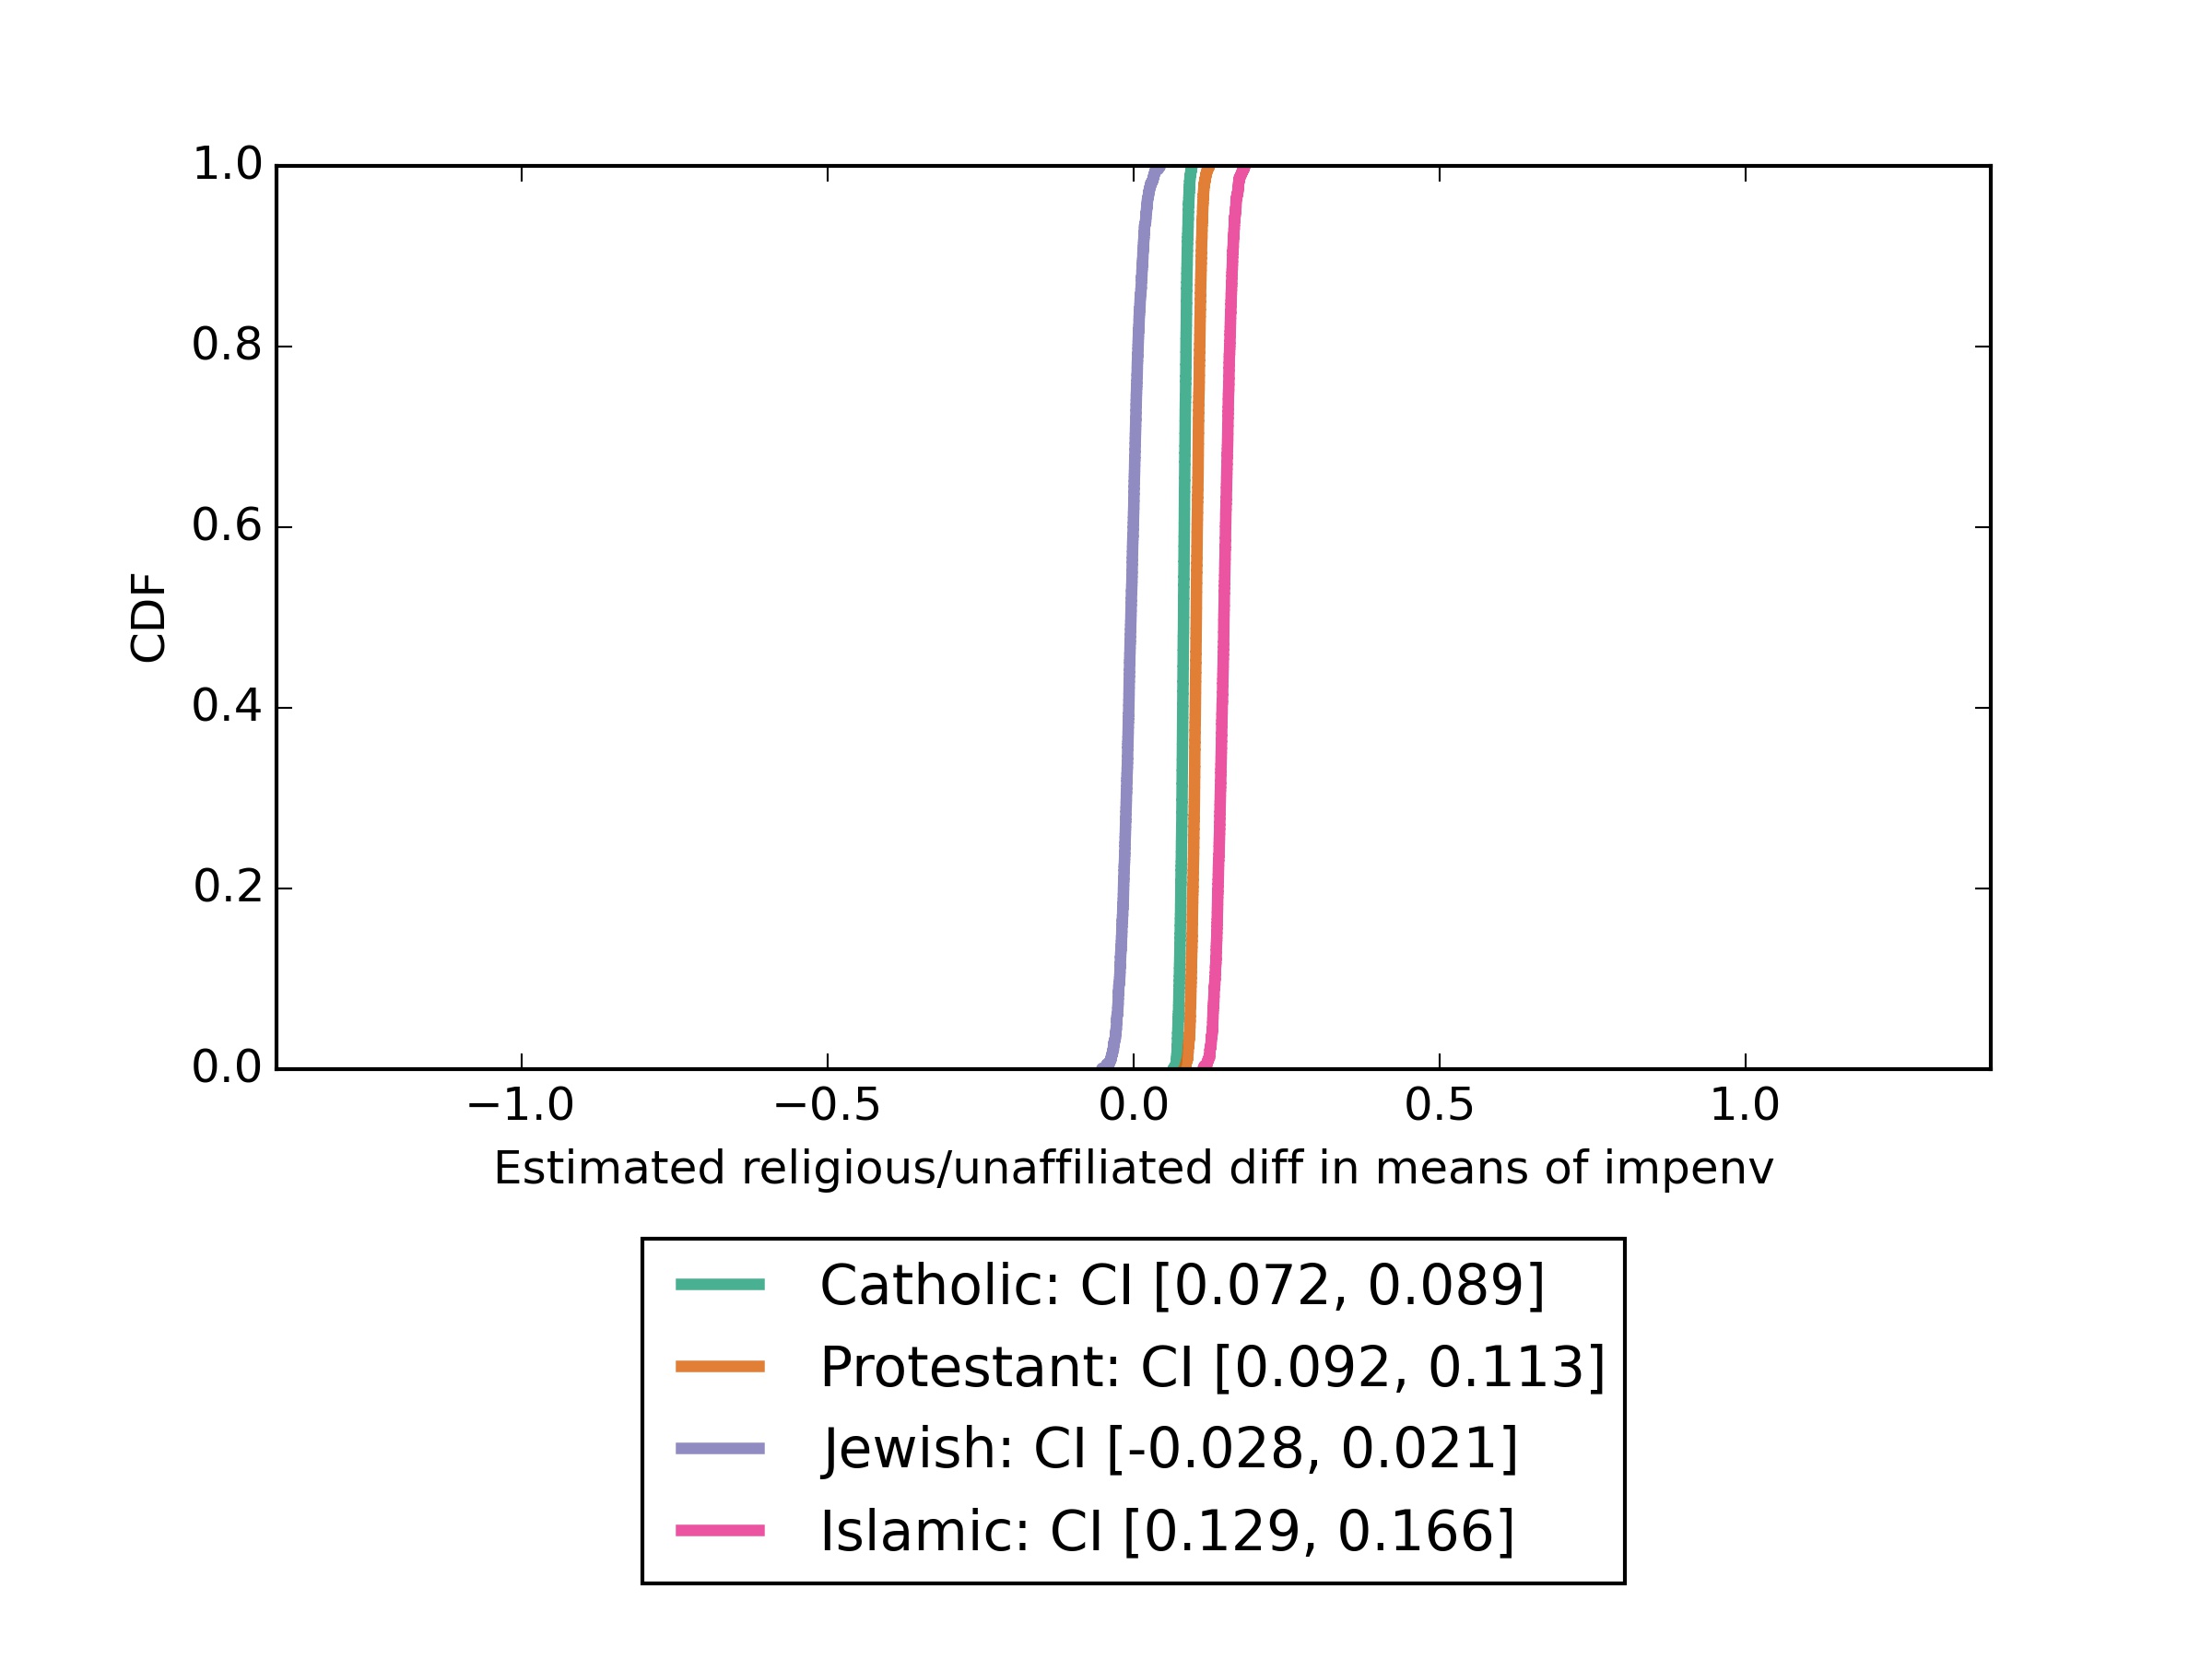 1.0
0.8
0.6
0.4
0.2
0.0
CDF
−1.0 −0.5 0.0 0.5 1.0
Estimated religious/unaffiliated diff in means of impenv
Catholic: CI [0.072, 0.089]
Protestant: CI [0.092, 0.113]
Jewish: CI [-0.028, 0.021]
Islamic: CI [0.129, 0.166]